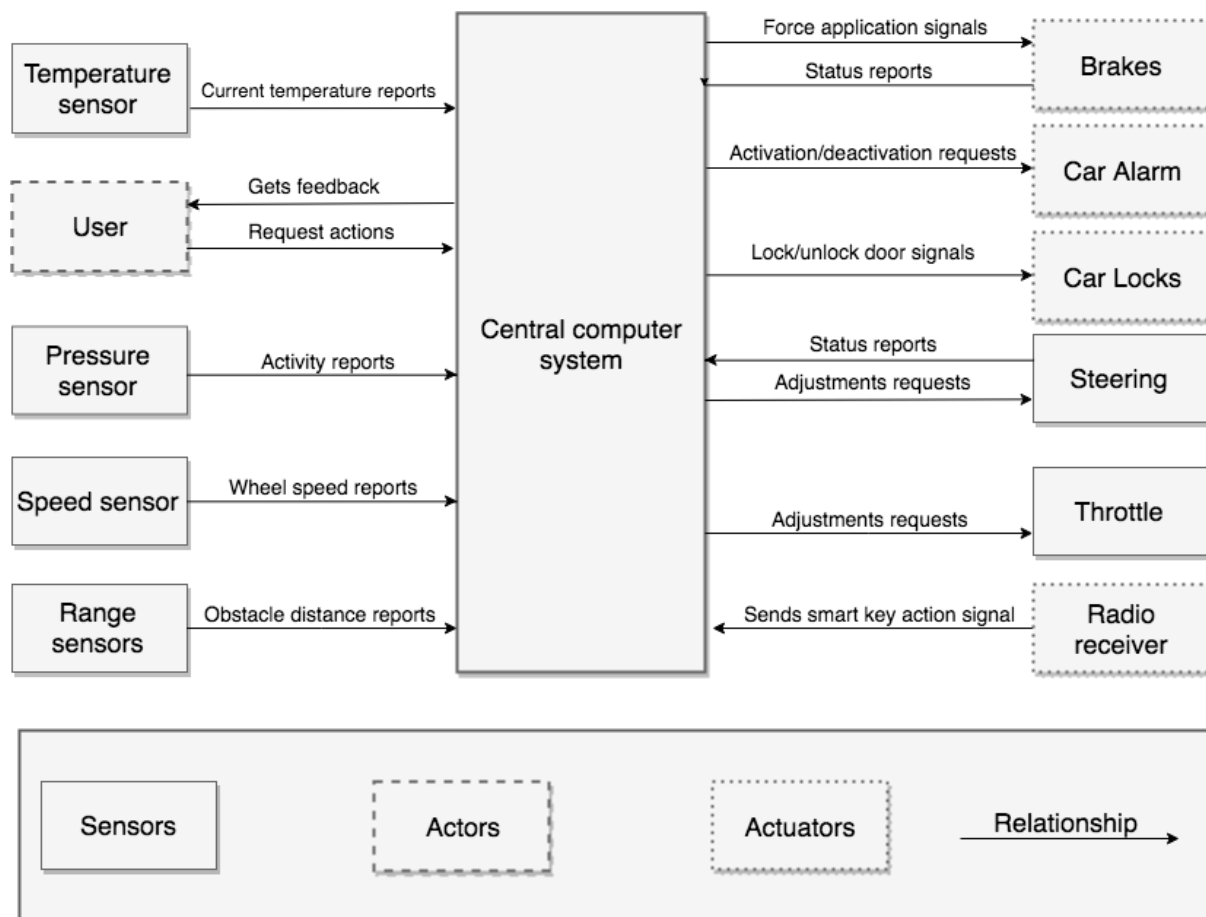 Temperature
sensor
Current temperature reports
User
Gets feedback
Request actions
Pressure
sensor
Activity reports
Speed sensor
Wheel speed reports
Range
sensors
Obstacle distance reports
Central computer
system
Force application signals
Status reports
Brakes
Activation/deactivation requests
Car Alarm
Lock/unlock door signals
Car Locks
Status reports
Adjustments requests
Steering
Adjustments requests
Throttle
Sends smart key action signal
Radio
receiver
Sensors
Actors
Actuators
Relationship